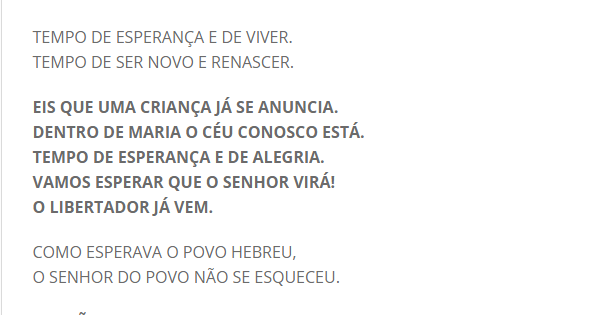 TEMPO DE ESPERANÇA E DE VIVER.
TEMPO DE SER NOVO E RENASCER.
EIS QUE UMA CRIANÇA JÁ SE ANUNCIA.
DENTRO DE MARIA O CÉU CONOSCO ESTÁ.
TEMPO DE ESPERANÇA E DE ALEGRIA.
VAMOS ESPERAR QUE O SENHOR VIRÁ!
O LIBERTADOR JÁ VEM.
COMO ESPERAVA O POVO HEBREU,
O SENHOR DO POVO NÃO SE ESQUECEU.